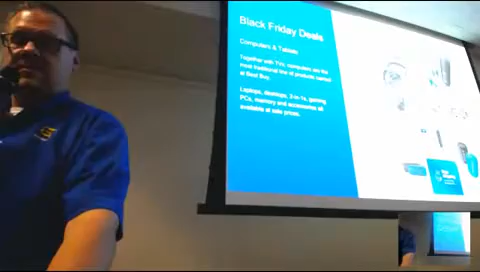 Black Friday Deals
Computers & Tablets
Together with TVs, computers are the
most traditional line of products carried
at Best Buy.
Laptops, desktops, 2-in-1s, gaming
PCs, memory and accessories all
available at sale prices.